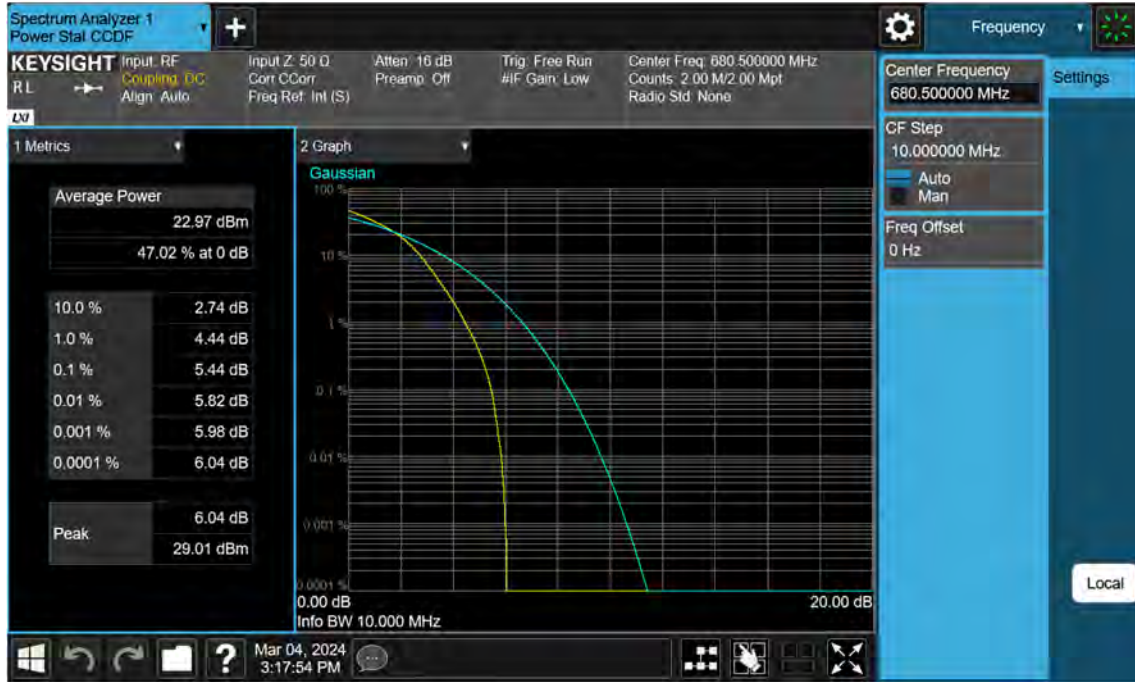 Spectrum Analyzer 1
Power Stat CCDF
Frequency
KEYSIGHT
RL
LXI
Input: RF
Coupling: DC
Align: Auto
Input Z: 50 Ω
Corr CCorr
Freq Ref: Int (S)
Atten: 16 dB
Preamp: Off
Trig: Free Run
#IF Gain: Low
Center Freq: 680.500000 MHz
Counts: 2.00 M/2.00 Mpt
Radio Std: None
Center Frequency
680.500000 MHz
Settings
CF Step
10.000000 MHz
Auto
Man
Freq Offset
0 Hz
Local
1 Metrics
Average Power
22.97 dBm
47.02 % at 0 dB
10.0 % 2.74 dB
1.0 % 4.44 dB
0.1 % 5.44 dB
0.01 % 5.82 dB
0.001 % 5.98 dB
0.0001 % 6.04 dB
Peak
6.04 dB
29.01 dBm
2 Graph
Gaussian
100 %
10 %
1 %
0.1 %
0.01 %
0.001 %
0.0001 %
0.00 dB
20.00 dB
Info BW 10.000 MHz
?
Mar 04, 2024
3:17:54 PM